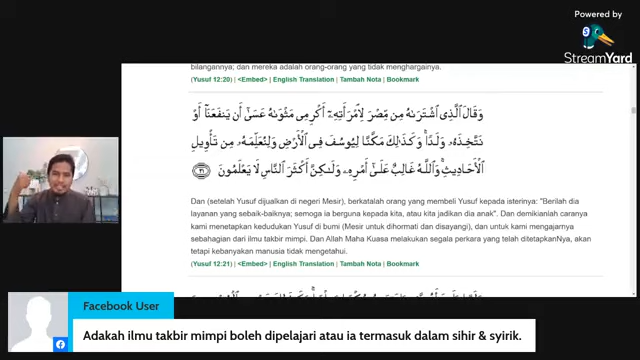 Powered by
StreamYard
bilangannya; dan mereka adalah orang-orang yang tidak menghargainya.
(Yusuf 12:20) | <Embed> | English Translation | Tambah Nota | Bookmark
وَقَالَ الَّذِي اشْتَرَىٰهُ مِن مِّصْرَ لِامْرَأَتِهِۦٓ أَكْرِمِي مَثْوَىٰهُ عَسَىٰٓ أَن يَنفَعَنَآ أَوْ
نَتَّخِذَهُۥ وَلَدًا ۚ وَكَذَٰلِكَ مَكَّنَّا لِيُوسُفَ فِي الْأَرْضِ وَلِنُعَلِّمَهُۥ مِن تَأْوِيلِ
الْأَحَادِيثِ ۚ وَاللَّهُ غَالِبٌ عَلَىٰٓ أَمْرِهِۦ وَلَٰكِنَّ أَكْثَرَ النَّاسِ لَا يَعْلَمُونَ ٢١
Dan (setelah Yusuf dijualkan di negeri Mesir), berkatalah orang yang membeli Yusuf kepada isterinya: "Berilah dia
layanan yang sebaik-baiknya; semoga ia berguna kepada kita, atau kita jadikan dia anak". Dan demikianlah caranya
kami menetapkan kedudukan Yusuf di bumi (Mesir untuk dihormati dan disayangi), dan untuk kami mengajarnya
sebahagian dari ilmu takbir mimpi. Dan Allah Maha Kuasa melakukan segala perkara yang telah ditetapkanNya, akan
tetapi kebanyakan manusia tidak mengetahui.
(Yusuf 12:21) | <Embed> | English Translation | Tambah Nota | Bookmark
Facebook User
Adakah ilmu takbir mimpi boleh dipelajari atau ia termasuk dalam sihir & syirik.